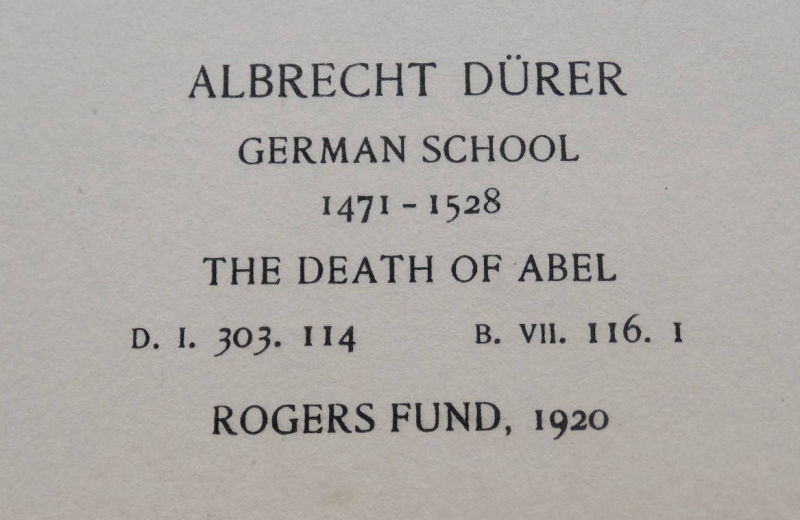 ALBRECHT DÜRER
GERMAN SCHOOL
1471 - 1528
THE DEATH OF ABEL
D. I. 303. 114 B. VII. 116. 1
ROGERS FUND, 1920